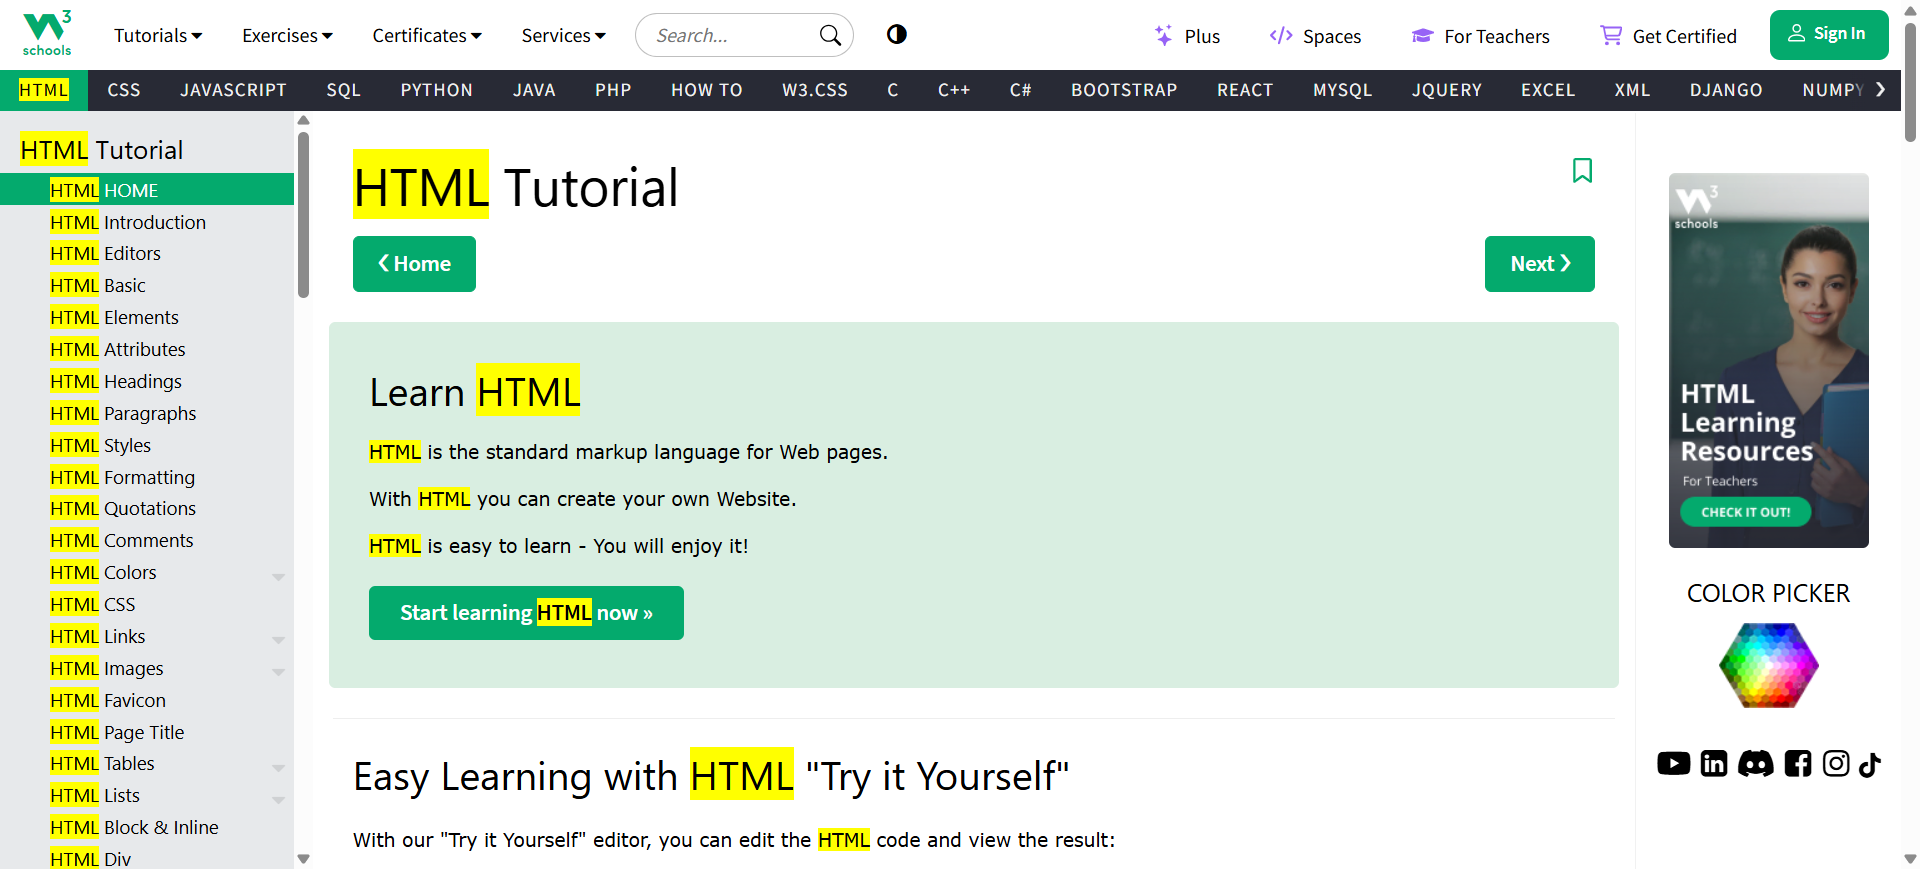 3
schools
Tutorials
Exercises
Certificates
Services
Search...
Plus
Spaces
For Teachers
Get Certified
Sign In
HTML
CSS
JAVASCRIPT
SQL
PYTHON
JAVA
PHP
HOW TO
W3.CSS
C
C++
C#
BOOTSTRAP
REACT
MYSQL
JQUERY
EXCEL
XML
DJANGO
NUMPY
HTML Tutorial
HTML HOME
HTML Introduction
HTML Editors
HTML Basic
HTML Elements
HTML Attributes
HTML Headings
HTML Paragraphs
HTML Styles
HTML Formatting
HTML Quotations
HTML Comments
HTML Colors
HTML CSS
HTML Links
HTML Images
HTML Favicon
HTML Page Title
HTML Tables
HTML Lists
HTML Block & Inline
HTML Div
HTML Tutorial
❮ Home
Next ❯
Learn HTML
HTML is the standard markup language for Web pages.
With HTML you can create your own Website.
HTML is easy to learn - You will enjoy it!
Start learning HTML now »
Easy Learning with HTML "Try it Yourself"
With our "Try it Yourself" editor, you can edit the HTML code and view the result:
3
schools
HTML
Learning
Resources
For Teachers
CHECK IT OUT!
COLOR PICKER